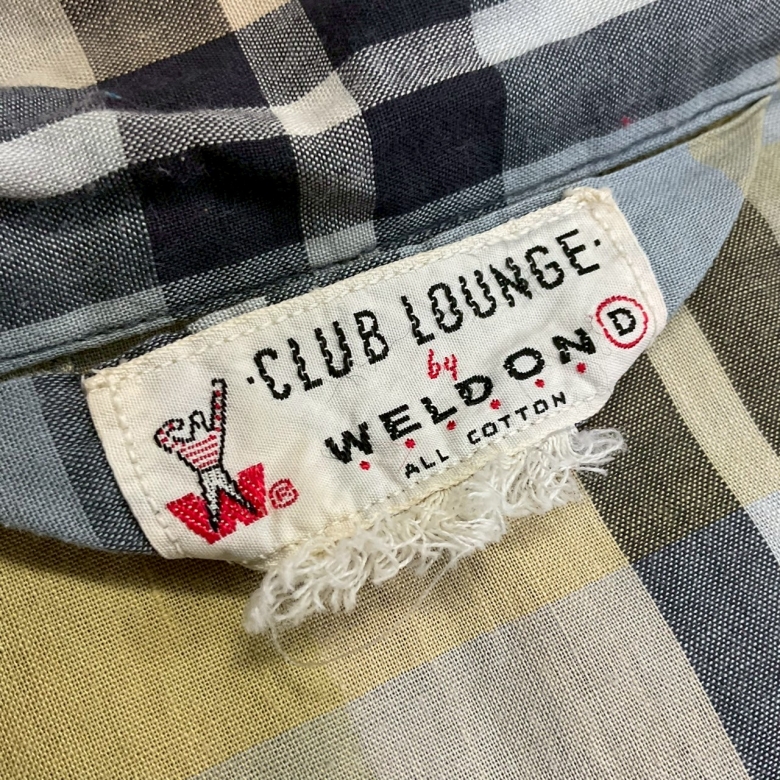 ·CLUB LOUNGE·
by
WELDON D
ALL COTTON
W ®